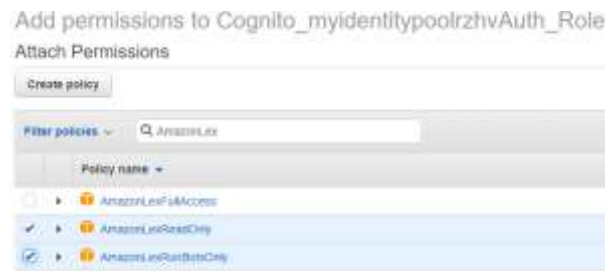 Add permissions to Cognito_myidentitypoolrzhvAuth_Role
Attach Permissions
Create policy
Filter policies AmazonLex
Policy name
AmazonLexFullAccess
AmazonLexReadOnly
AmazonLexRunBotsOnly